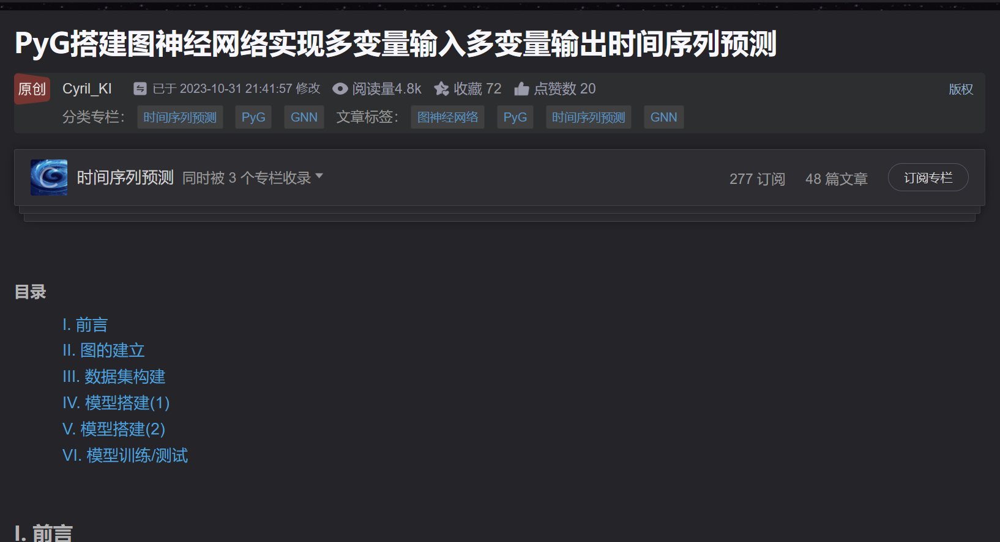 PyG搭建图神经网络实现多变量输入多变量输出时间序列预测
原创 Cyril_KI 已于 2023-10-31 21:41:57 修改 阅读量4.8k 收藏 72 点赞数 20 版权
分类专栏： 时间序列预测 PyG GNN 文章标签： 图神经网络 PyG 时间序列预测 GNN
时间序列预测 同时被 3 个专栏收录 277 订阅 48 篇文章 订阅专栏
目录
I. 前言
II. 图的建立
III. 数据集构建
IV. 模型搭建(1)
V. 模型搭建(2)
VI. 模型训练/测试
I. 前言